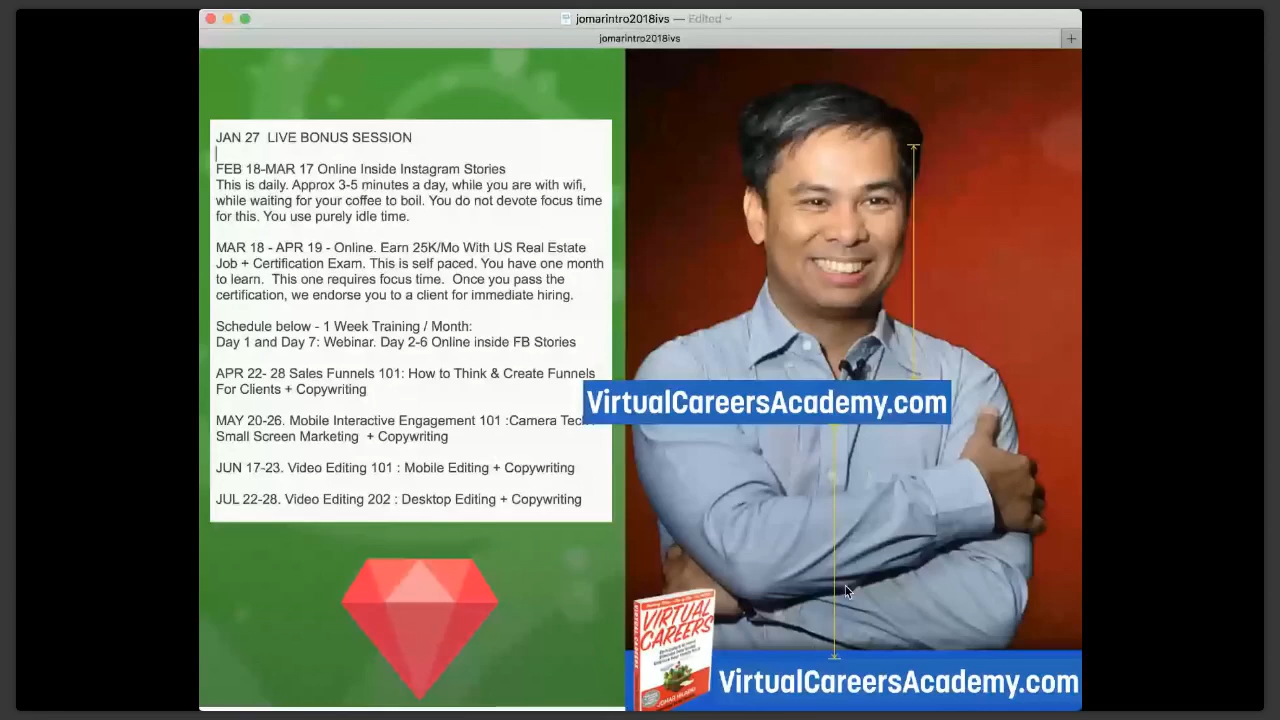 jomarintro2018ivs — Edited
jomarintro2018ivs
JAN 27 LIVE BONUS SESSION
FEB 18-MAR 17 Online Inside Instagram Stories
This is daily. Approx 3-5 minutes a day, while you are with wifi,
while waiting for your coffee to boil. You do not devote focus time
for this. You use purely idle time.
MAR 18 - APR 19 - Online. Earn 25K/Mo With US Real Estate
Job + Certification Exam. This is self paced. You have one month
to learn. This one requires focus time. Once you pass the
certification, we endorse you to a client for immediate hiring.
Schedule below - 1 Week Training / Month:
Day 1 and Day 7: Webinar. Day 2-6 Online inside FB Stories
APR 22- 28 Sales Funnels 101: How to Think & Create Funnels
For Clients + Copywriting
MAY 20-26. Mobile Interactive Engagement 101 :Camera Tech
Small Screen Marketing + Copywriting
JUN 17-23. Video Editing 101 : Mobile Editing + Copywriting
JUL 22-28. Video Editing 202 : Desktop Editing + Copywriting
VirtualCareersAcademy.com
VIRTUAL
CAREERS
VirtualCareersAcademy.com